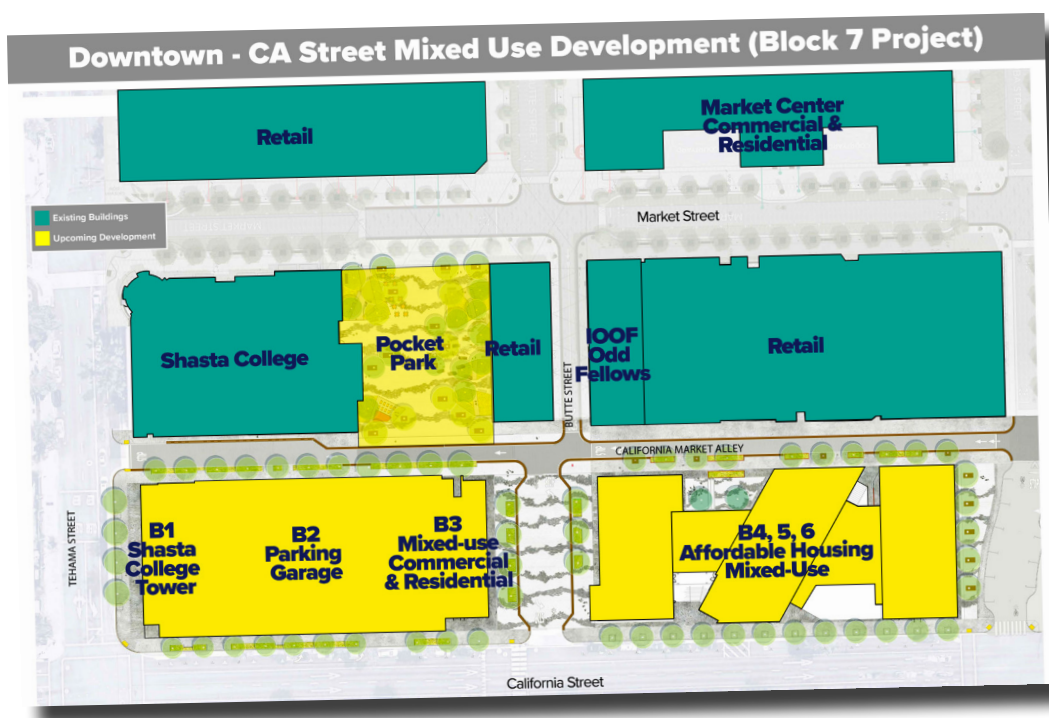 Downtown - CA Street Mixed Use Development (Block 7 Project)
Retail
Market Center
Commercial &
Residential
Existing Buildings
Upcoming Development
Market Street
Shasta College
Pocket
Park
Retail
IOOF
Odd
Fellows
Retail
BUTTE STREET
CALIFORNIA MARKET ALLEY
TEHAMA STREET
B1
Shasta
College
Tower
B2
Parking
Garage
B3
Mixed-use
Commercial
& Residential
B4, 5, 6
Affordable Housing
Mixed-Use
California Street